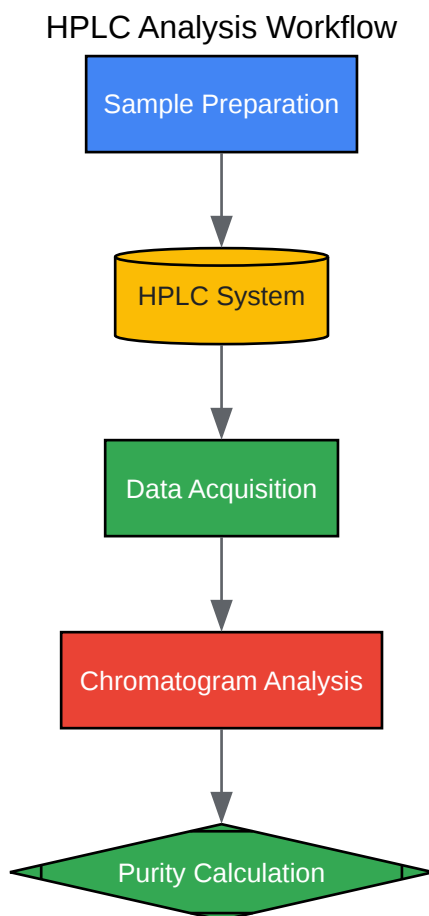 HPLC Analysis Workflow
Sample Preparation
HPLC System
Data Acquisition
Chromatogram Analysis
Purity Calculation